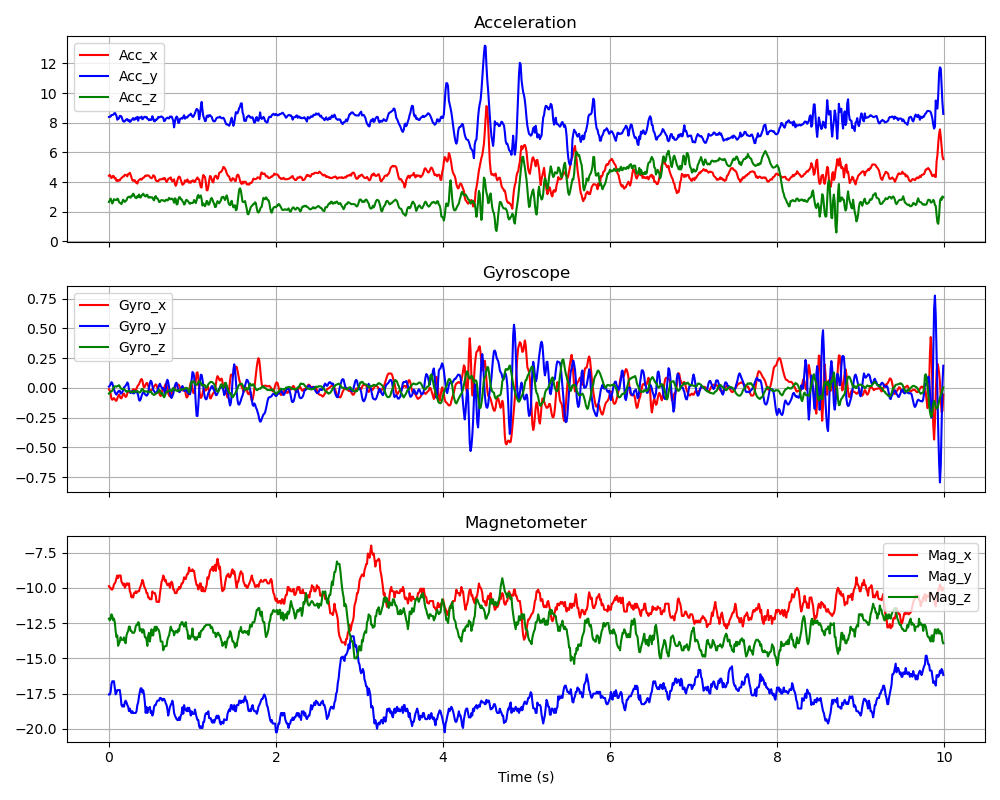 Acceleration
Acc_x
Acc_y
Acc_z
12
10
8
6
4
2
0
Gyroscope
Gyro_x
Gyro_y
Gyro_z
0.75
0.50
0.25
0.00
−0.25
−0.50
−0.75
Magnetometer
Mag_x
Mag_y
Mag_z
−7.5
−10.0
−12.5
−15.0
−17.5
−20.0
0 2 4 6 8 10
Time (s)